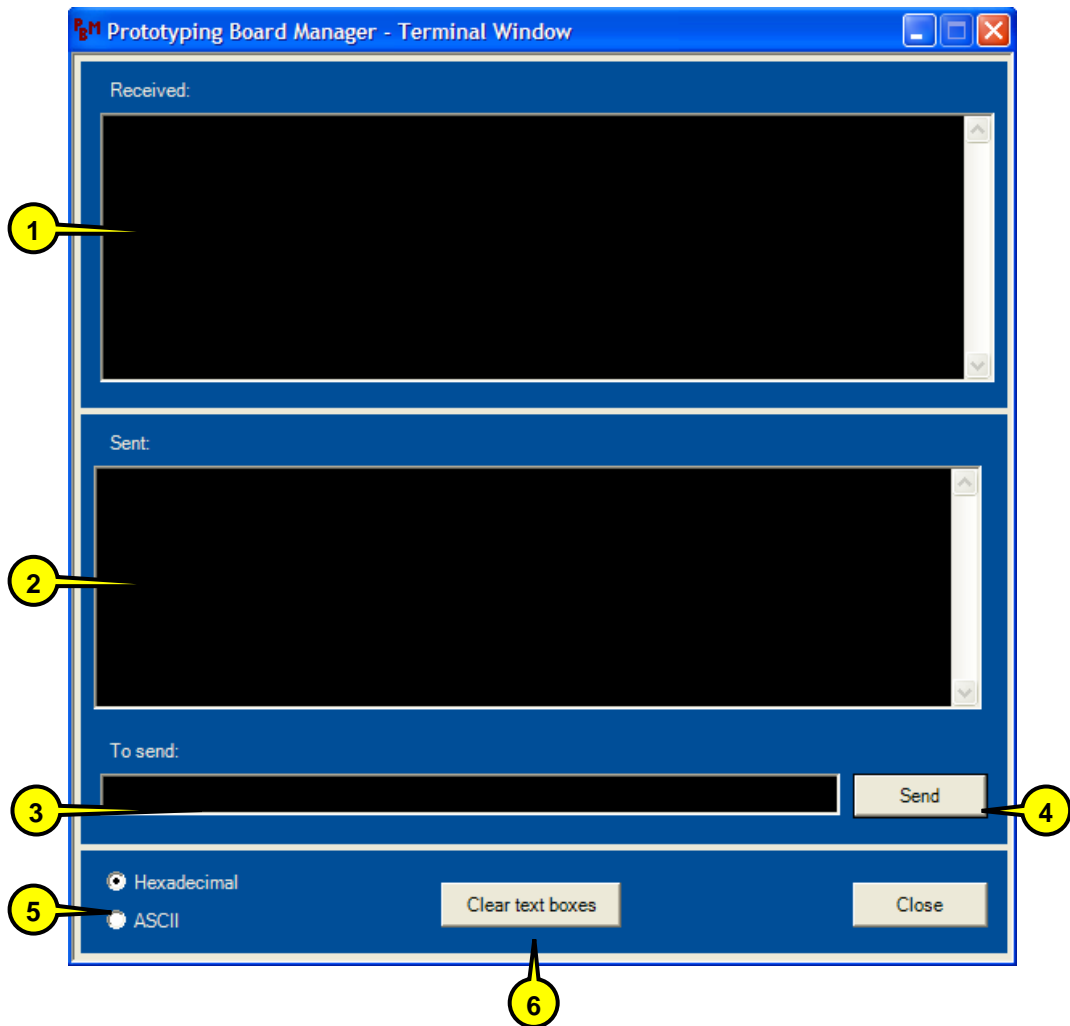 PBM Prototyping Board Manager - Terminal Window
Received:
1
Sent:
2
To send:
3
Send
4
Hexadecimal
5
ASCII
Clear text boxes
Close
6